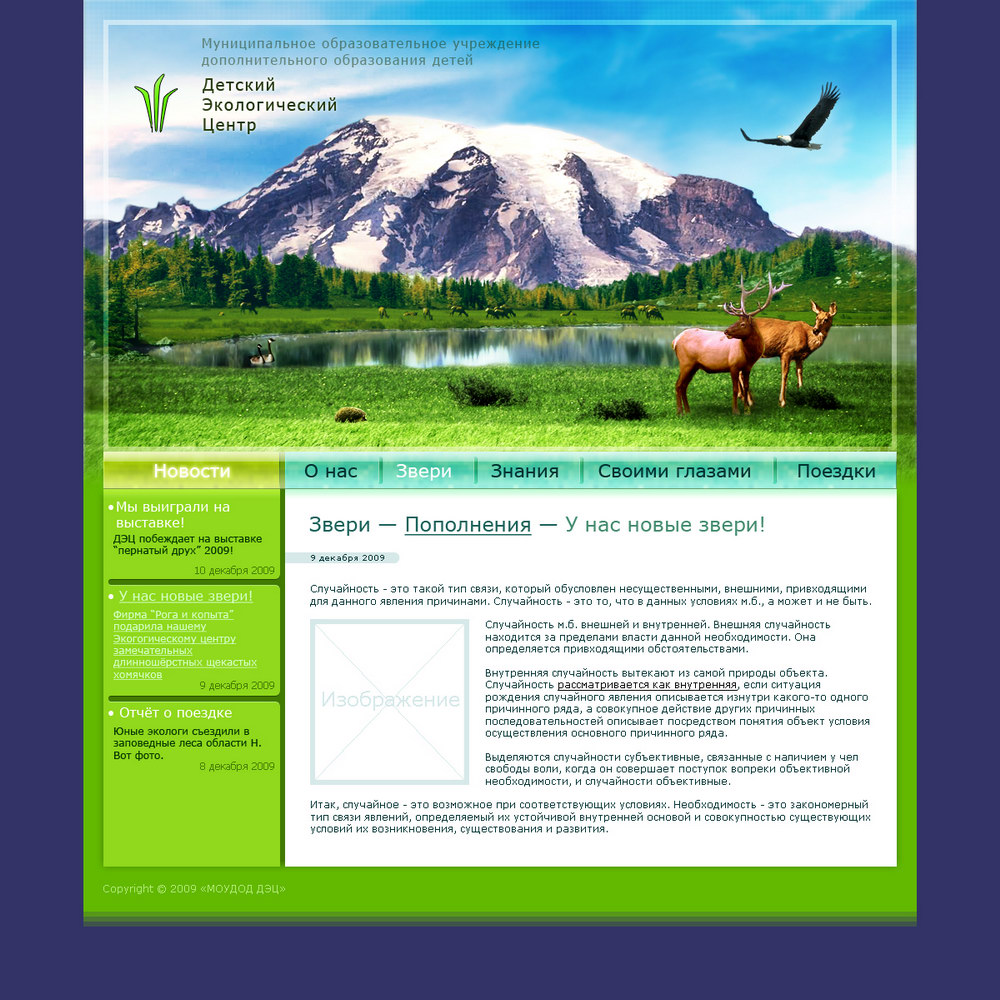 Муниципальное образовательное учреждение
дополнительного образования детей
Детский
Экологический
Центр
Новости
О нас
Звери
Знания
Своими глазами
Поездки
Мы выиграли на
выставке!
ДЭЦ побеждает на выставке
“пернатый друх” 2009!
10 декабря 2009
У нас новые звери!
Фирма “Рога и копыта”
подарила нашему
Экогогическому центру
замечательных
длинношёрстных щекастых
хомячков
9 декабря 2009
Отчёт о поездке
Юные экологи съездили в
заповедные леса области Н.
Вот фото.
8 декабря 2009
Звери — Пополнения — У нас новые звери!
9 декабря 2009
Случайность - это такой тип связи, который обусловлен несущественными, внешними, привходящими
для данного явления причинами. Случайность - это то, что в данных условиях м.б., а может и не быть.
Изображение
Случайность м.б. внешней и внутренней. Внешняя случайность
находится за пределами власти данной необходимости. Она
определяется привходящими обстоятельствами.
Внутренняя случайность вытекают из самой природы объекта.
Случайность рассматривается как внутренняя, если ситуация
рождения случайного явления описывается изнутри какого-то одного
причинного ряда, а совокупное действие других причинных
последовательностей описывает посредством понятия объект условия
осуществления основного причинного ряда.
Выделяются случайности субъективные, связанные с наличием у чел
свободы воли, когда он совершает поступок вопреки объективной
необходимости, и случайности объективные.
Итак, случайное - это возможное при соответствующих условиях. Необходимость - это закономерный
тип связи явлений, определяемый их устойчивой внутренней основой и совокупностью существующих
условий их возникновения, существования и развития.
Copyright © 2009 «МОУДОД ДЭЦ»